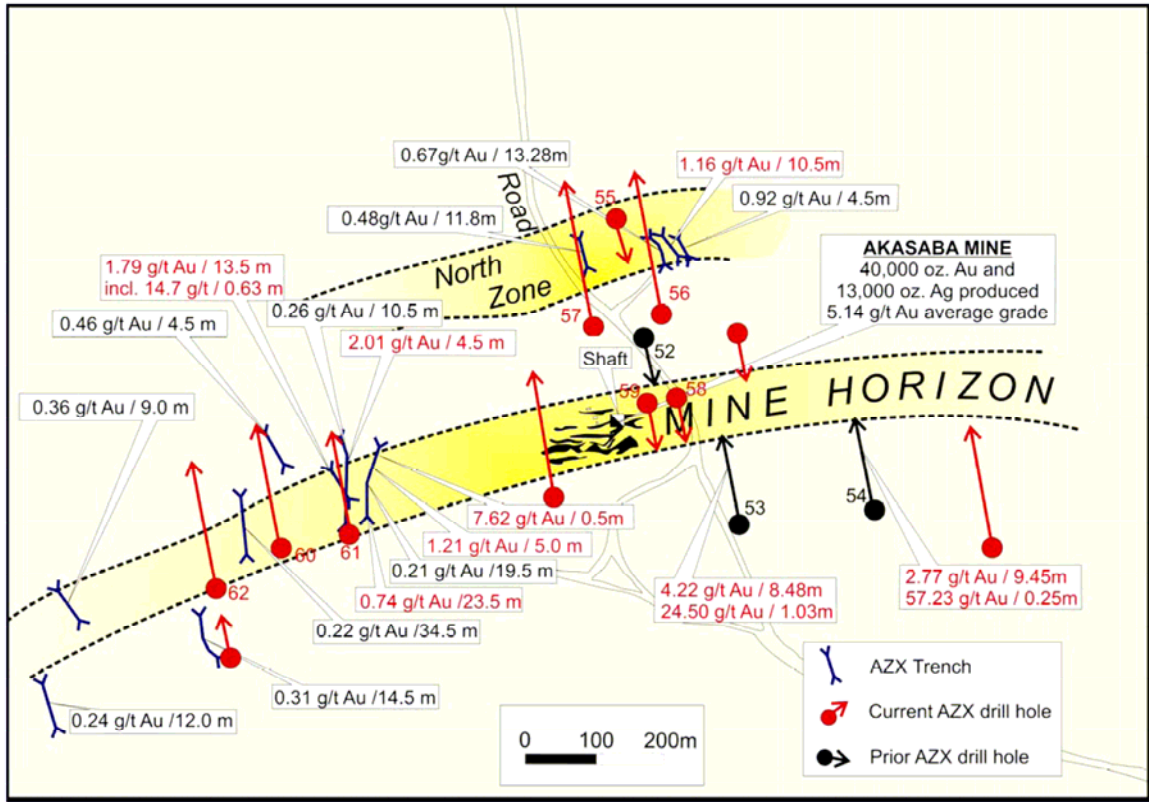 0.67g/t Au / 13.28m
1.16 g/t Au / 10.5m
0.92 g/t Au / 4.5m
0.48g/t Au / 11.8m
Road
55
North
Zone
57
56
AKASABA MINE
40,000 oz. Au and
13,000 oz. Ag produced
5.14 g/t Au average grade
1.79 g/t Au / 13.5 m
incl. 14.7 g/t / 0.63 m
0.26 g/t Au / 10.5 m
0.46 g/t Au / 4.5 m
2.01 g/t Au / 4.5 m
Shaft
52
59
58
MINE HORIZON
0.36 g/t Au / 9.0 m
53
54
60
61
62
7.62 g/t Au / 0.5m
1.21 g/t Au / 5.0 m
0.21 g/t Au /19.5 m
0.74 g/t Au /23.5 m
0.22 g/t Au /34.5 m
4.22 g/t Au / 8.48m
24.50 g/t Au / 1.03m
2.77 g/t Au / 9.45m
57.23 g/t Au / 0.25m
0.31 g/t Au /14.5 m
0.24 g/t Au /12.0 m
0 100 200m
AZX Trench
Current AZX drill hole
Prior AZX drill hole